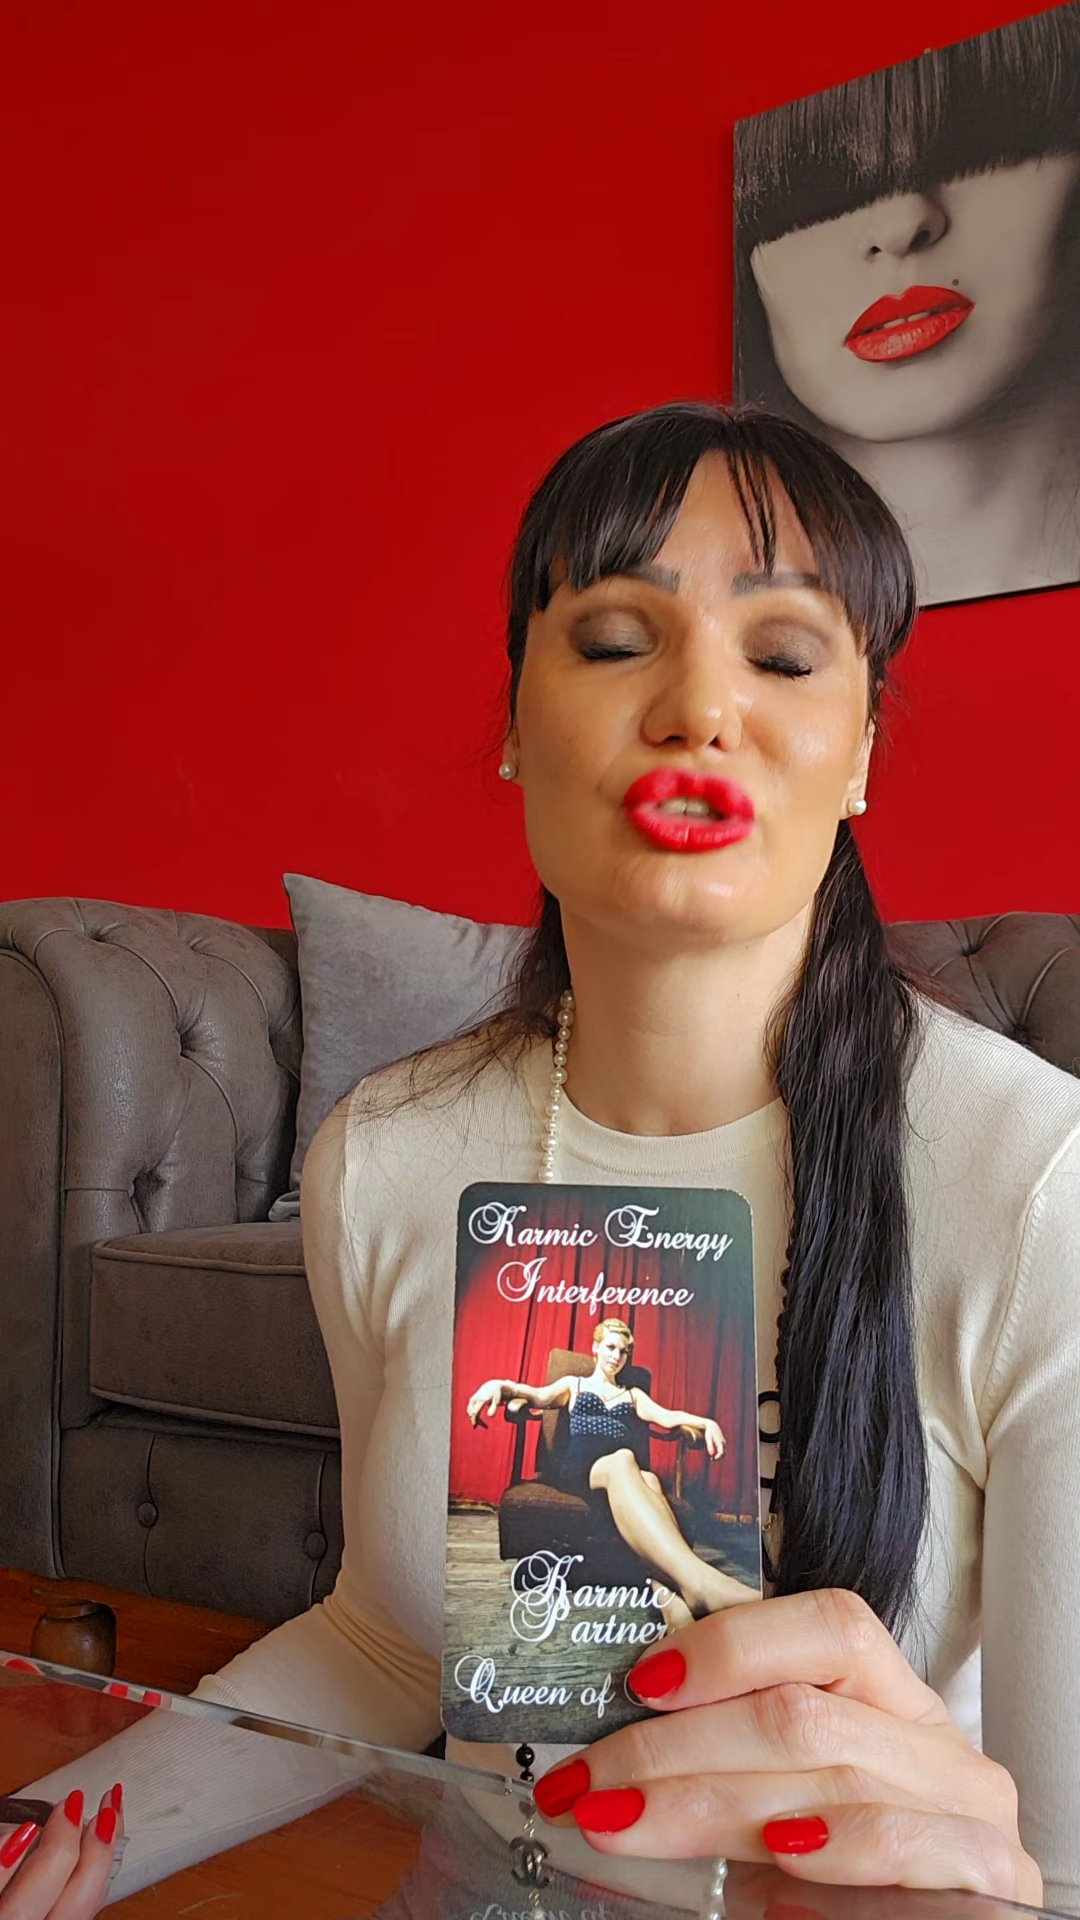 Karmic Energy
Interference
Karmic
Partner
Queen of